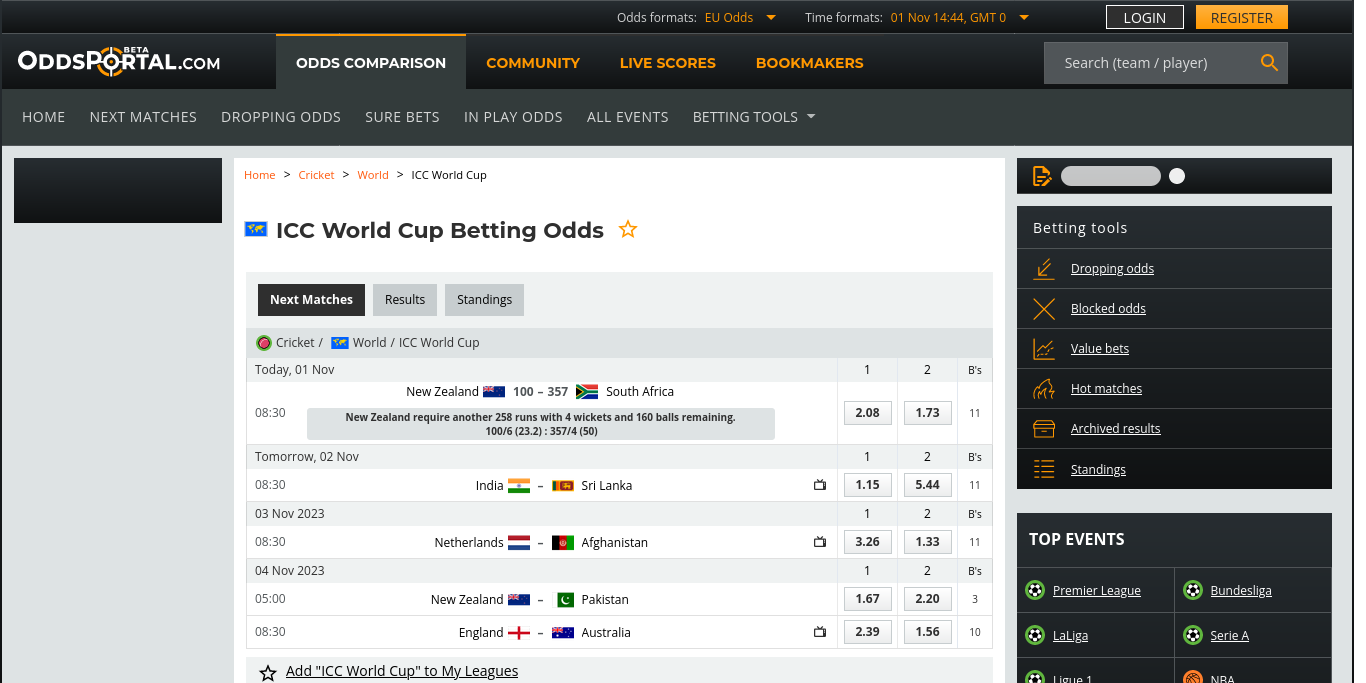 Odds formats: EU Odds Time formats: 01 Nov 14:44, GMT 0 LOGIN REGISTER
ODDSPORTAL.COM BETA ODDS COMPARISON COMMUNITY LIVE SCORES BOOKMAKERS Search (team / player)
HOME NEXT MATCHES DROPPING ODDS SURE BETS IN PLAY ODDS ALL EVENTS BETTING TOOLS
Home > Cricket > World > ICC World Cup
ICC World Cup Betting Odds
Next Matches Results Standings
Cricket / World / ICC World Cup
Today, 01 Nov 1 2 B's
New Zealand 100 – 357 South Africa
08:30 2.08 1.73 11
New Zealand require another 258 runs with 4 wickets and 160 balls remaining.
100/6 (23.2) : 357/4 (50)
Tomorrow, 02 Nov 1 2 B's
08:30 India – Sri Lanka 1.15 5.44 11
03 Nov 2023 1 2 B's
08:30 Netherlands – Afghanistan 3.26 1.33 11
04 Nov 2023 1 2 B's
05:00 New Zealand – Pakistan 1.67 2.20 3
08:30 England – Australia 2.39 1.56 10
Add "ICC World Cup" to My Leagues
Betting tools
Dropping odds
Blocked odds
Value bets
Hot matches
Archived results
Standings
TOP EVENTS
Premier League Bundesliga
LaLiga Serie A
Ligue 1 NBA